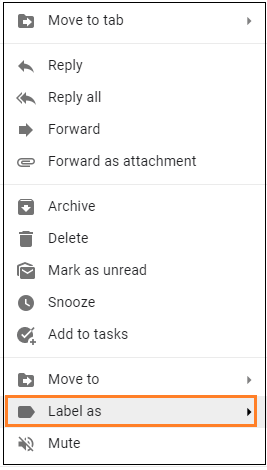 Move to tab
Reply
Reply all
Forward
Forward as attachment
Archive
Delete
Mark as unread
Snooze
Add to tasks
Move to
Label as
Mute